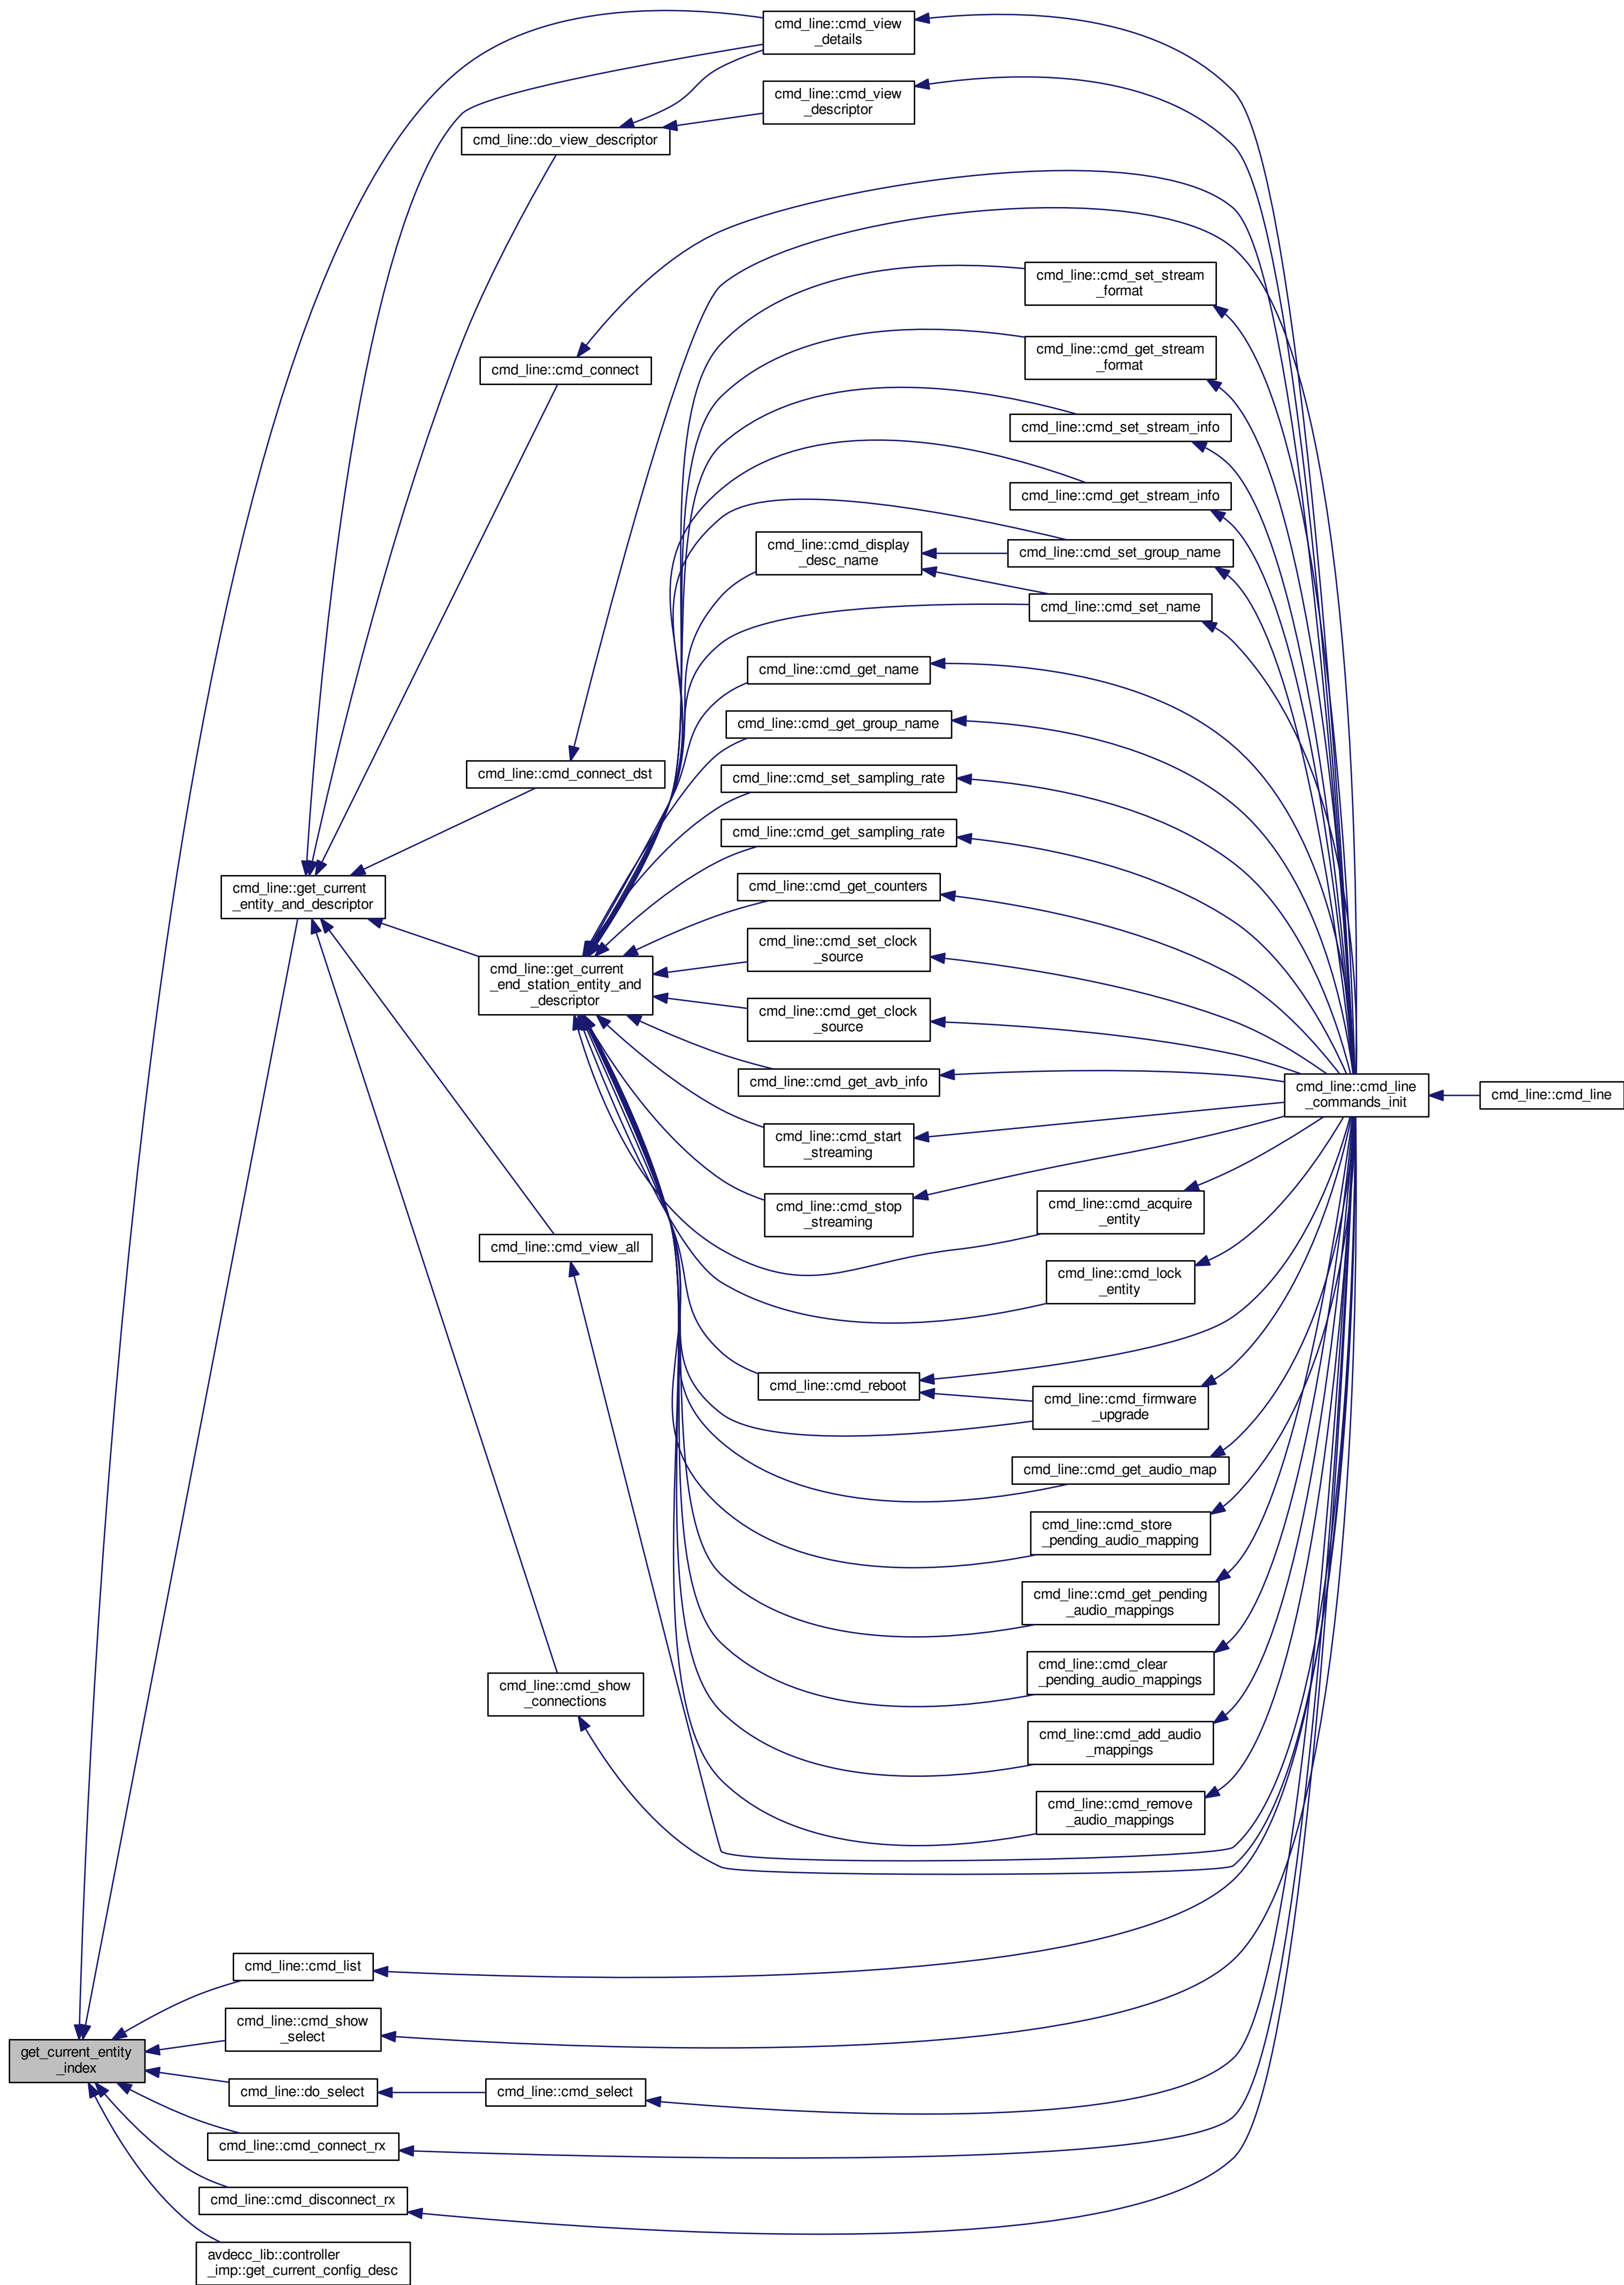 cmd_line::cmd_view
_details
cmd_line::cmd_view
_descriptor
cmd_line::do_view_descriptor
cmd_line::cmd_set_stream
_format
cmd_line::cmd_get_stream
_format
cmd_line::cmd_connect
cmd_line::cmd_set_stream_info
cmd_line::cmd_get_stream_info
cmd_line::cmd_display
_desc_name
cmd_line::cmd_set_group_name
cmd_line::cmd_set_name
cmd_line::cmd_get_name
cmd_line::cmd_get_group_name
cmd_line::cmd_connect_dst
cmd_line::cmd_set_sampling_rate
cmd_line::cmd_get_sampling_rate
cmd_line::get_current
_entity_and_descriptor
cmd_line::cmd_get_counters
cmd_line::cmd_set_clock
_source
cmd_line::get_current
_end_station_entity_and
_descriptor
cmd_line::cmd_get_clock
_source
cmd_line::cmd_get_avb_info
cmd_line::cmd_line
_commands_init
cmd_line::cmd_line
cmd_line::cmd_start
_streaming
cmd_line::cmd_stop
_streaming
cmd_line::cmd_acquire
_entity
cmd_line::cmd_view_all
cmd_line::cmd_lock
_entity
cmd_line::cmd_reboot
cmd_line::cmd_firmware
_upgrade
cmd_line::cmd_get_audio_map
cmd_line::cmd_store
_pending_audio_mapping
cmd_line::cmd_get_pending
_audio_mappings
cmd_line::cmd_clear
_pending_audio_mappings
cmd_line::cmd_show
_connections
cmd_line::cmd_add_audio
_mappings
cmd_line::cmd_remove
_audio_mappings
cmd_line::cmd_list
cmd_line::cmd_show
_select
get_current_entity
_index
cmd_line::do_select
cmd_line::cmd_select
cmd_line::cmd_connect_rx
cmd_line::cmd_disconnect_rx
avdecc_lib::controller
_imp::get_current_config_desc